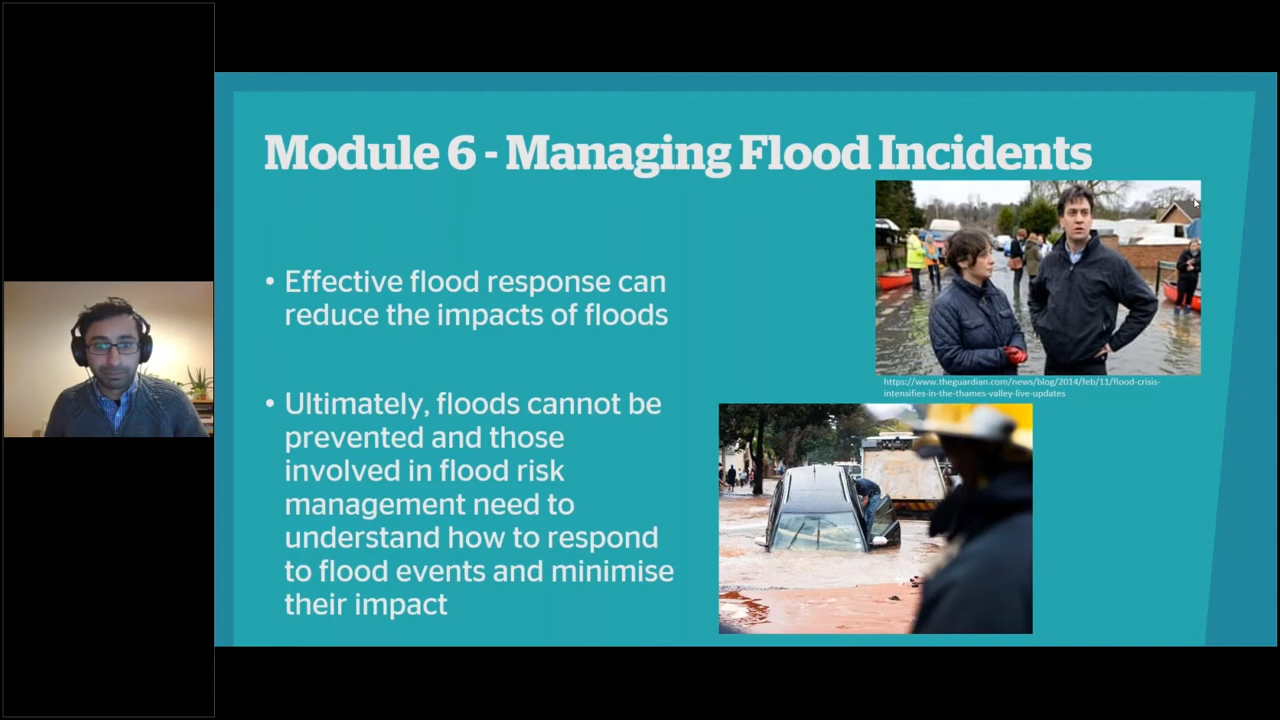 Module 6 - Managing Flood Incidents
• Effective flood response can
reduce the impacts of floods
https://www.theguardian.com/news/blog/2014/feb/11/flood-crisis-
intensifies-in-the-thames-valley-live-updates
• Ultimately, floods cannot be
prevented and those
involved in flood risk
management need to
understand how to respond
to flood events and minimise
their impact